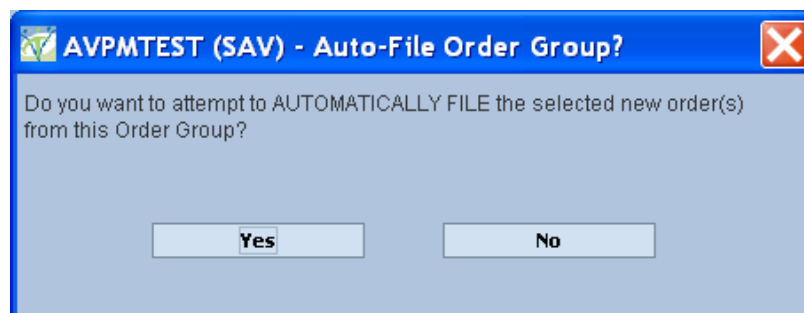 AVPMTEST (SAV) - Auto-File Order Group?
Do you want to attempt to AUTOMATICALLY FILE the selected new order(s)
from this Order Group?
Yes No